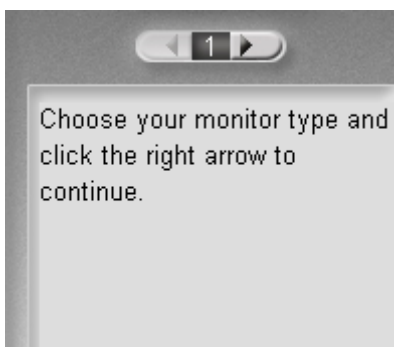 1
Choose your monitor type and
click the right arrow to
continue.